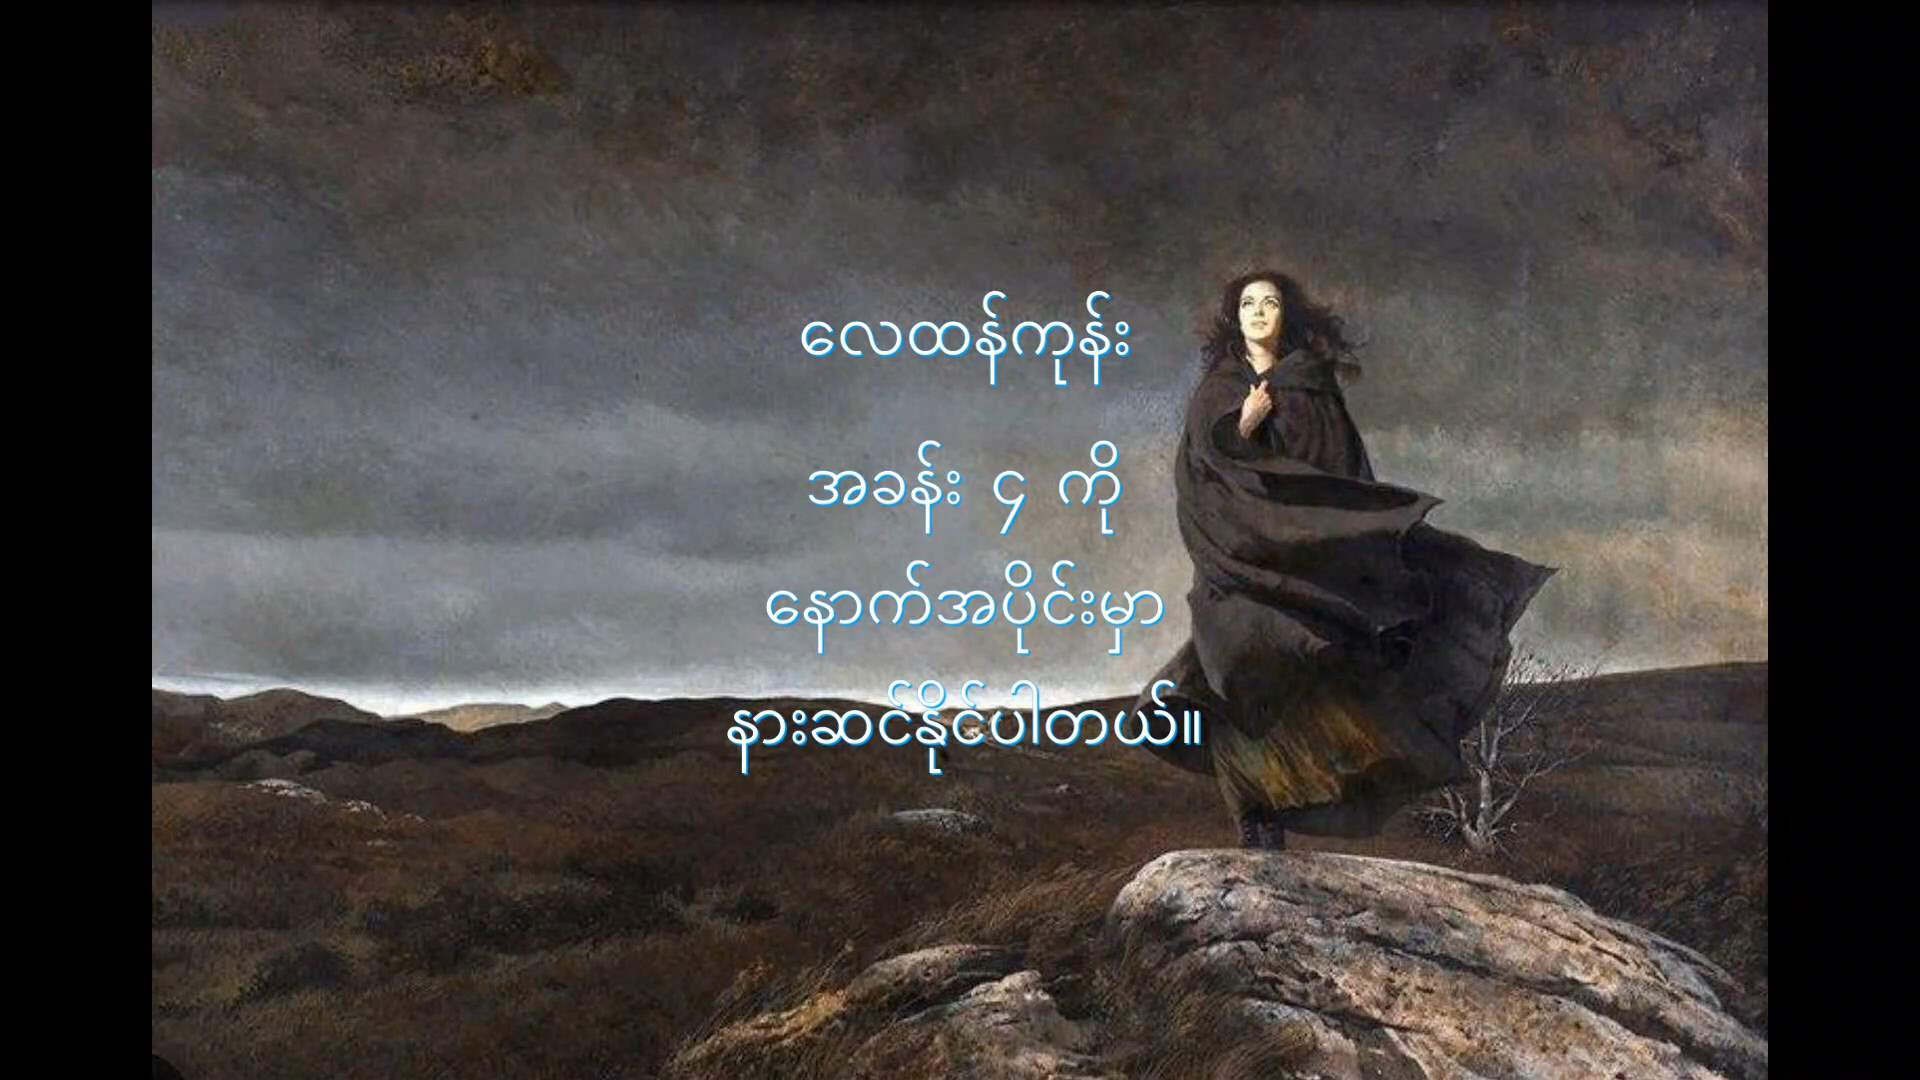 လေထန်ကုန်း
အခန်း ၄ ကို
နောက်အပိုင်းမှာ
နားဆင်နိုင်ပါတယ်။